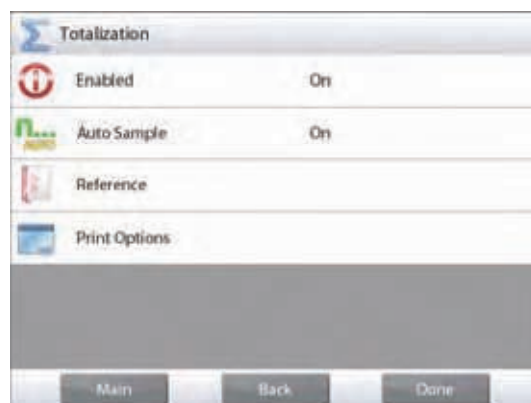 Totalization
Enabled On
Auto Sample On
Reference
Print Options
Main Back Done